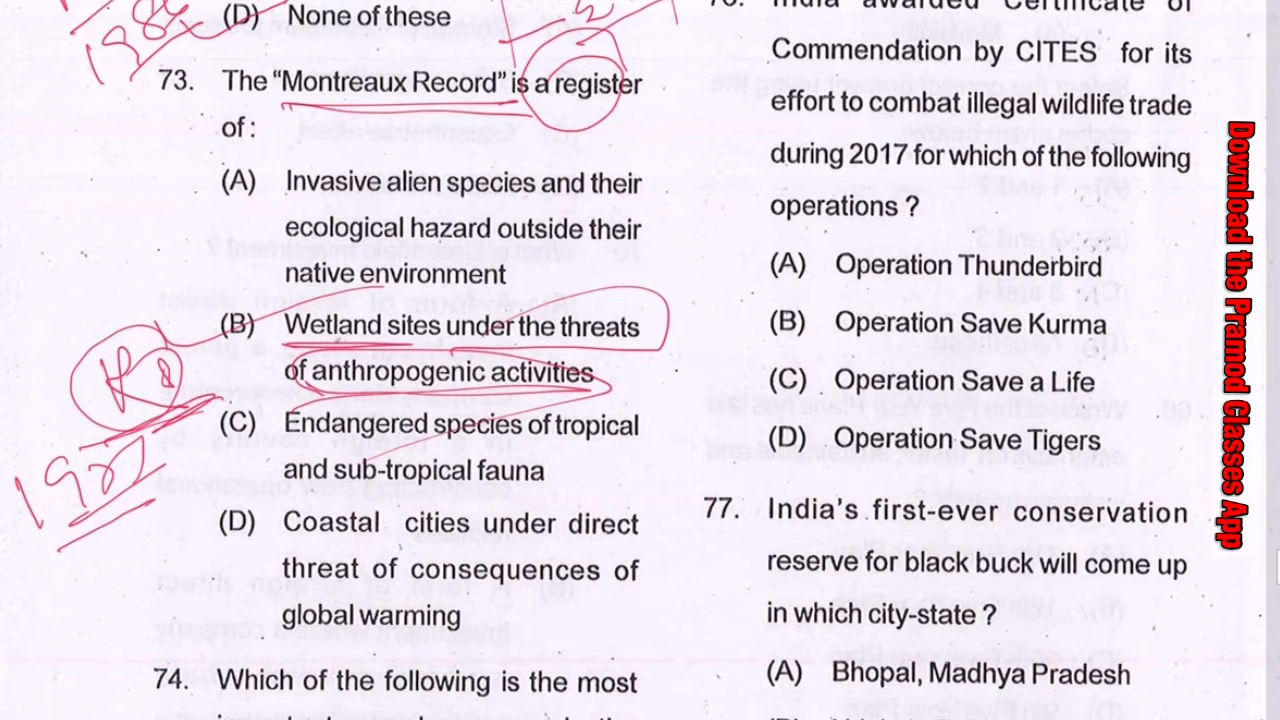 (D) None of these
1986
73. The “Montreaux Record” is a register
of :
(A) Invasive alien species and their
ecological hazard outside their
native environment
(B) Wetland sites under the threats
of anthropogenic activities
(C) Endangered species of tropical
and sub-tropical fauna
(D) Coastal cities under direct
threat of consequences of
global warming
74. Which of the following is the most
India awarded Certificate of
Commendation by CITES for its
effort to combat illegal wildlife trade
during 2017 for which of the following
operations ?
(A) Operation Thunderbird
(B) Operation Save Kurma
(C) Operation Save a Life
(D) Operation Save Tigers
77. India’s first-ever conservation
reserve for black buck will come up
in which city-state ?
(A) Bhopal, Madhya Pradesh
Download the Pramod Classes App